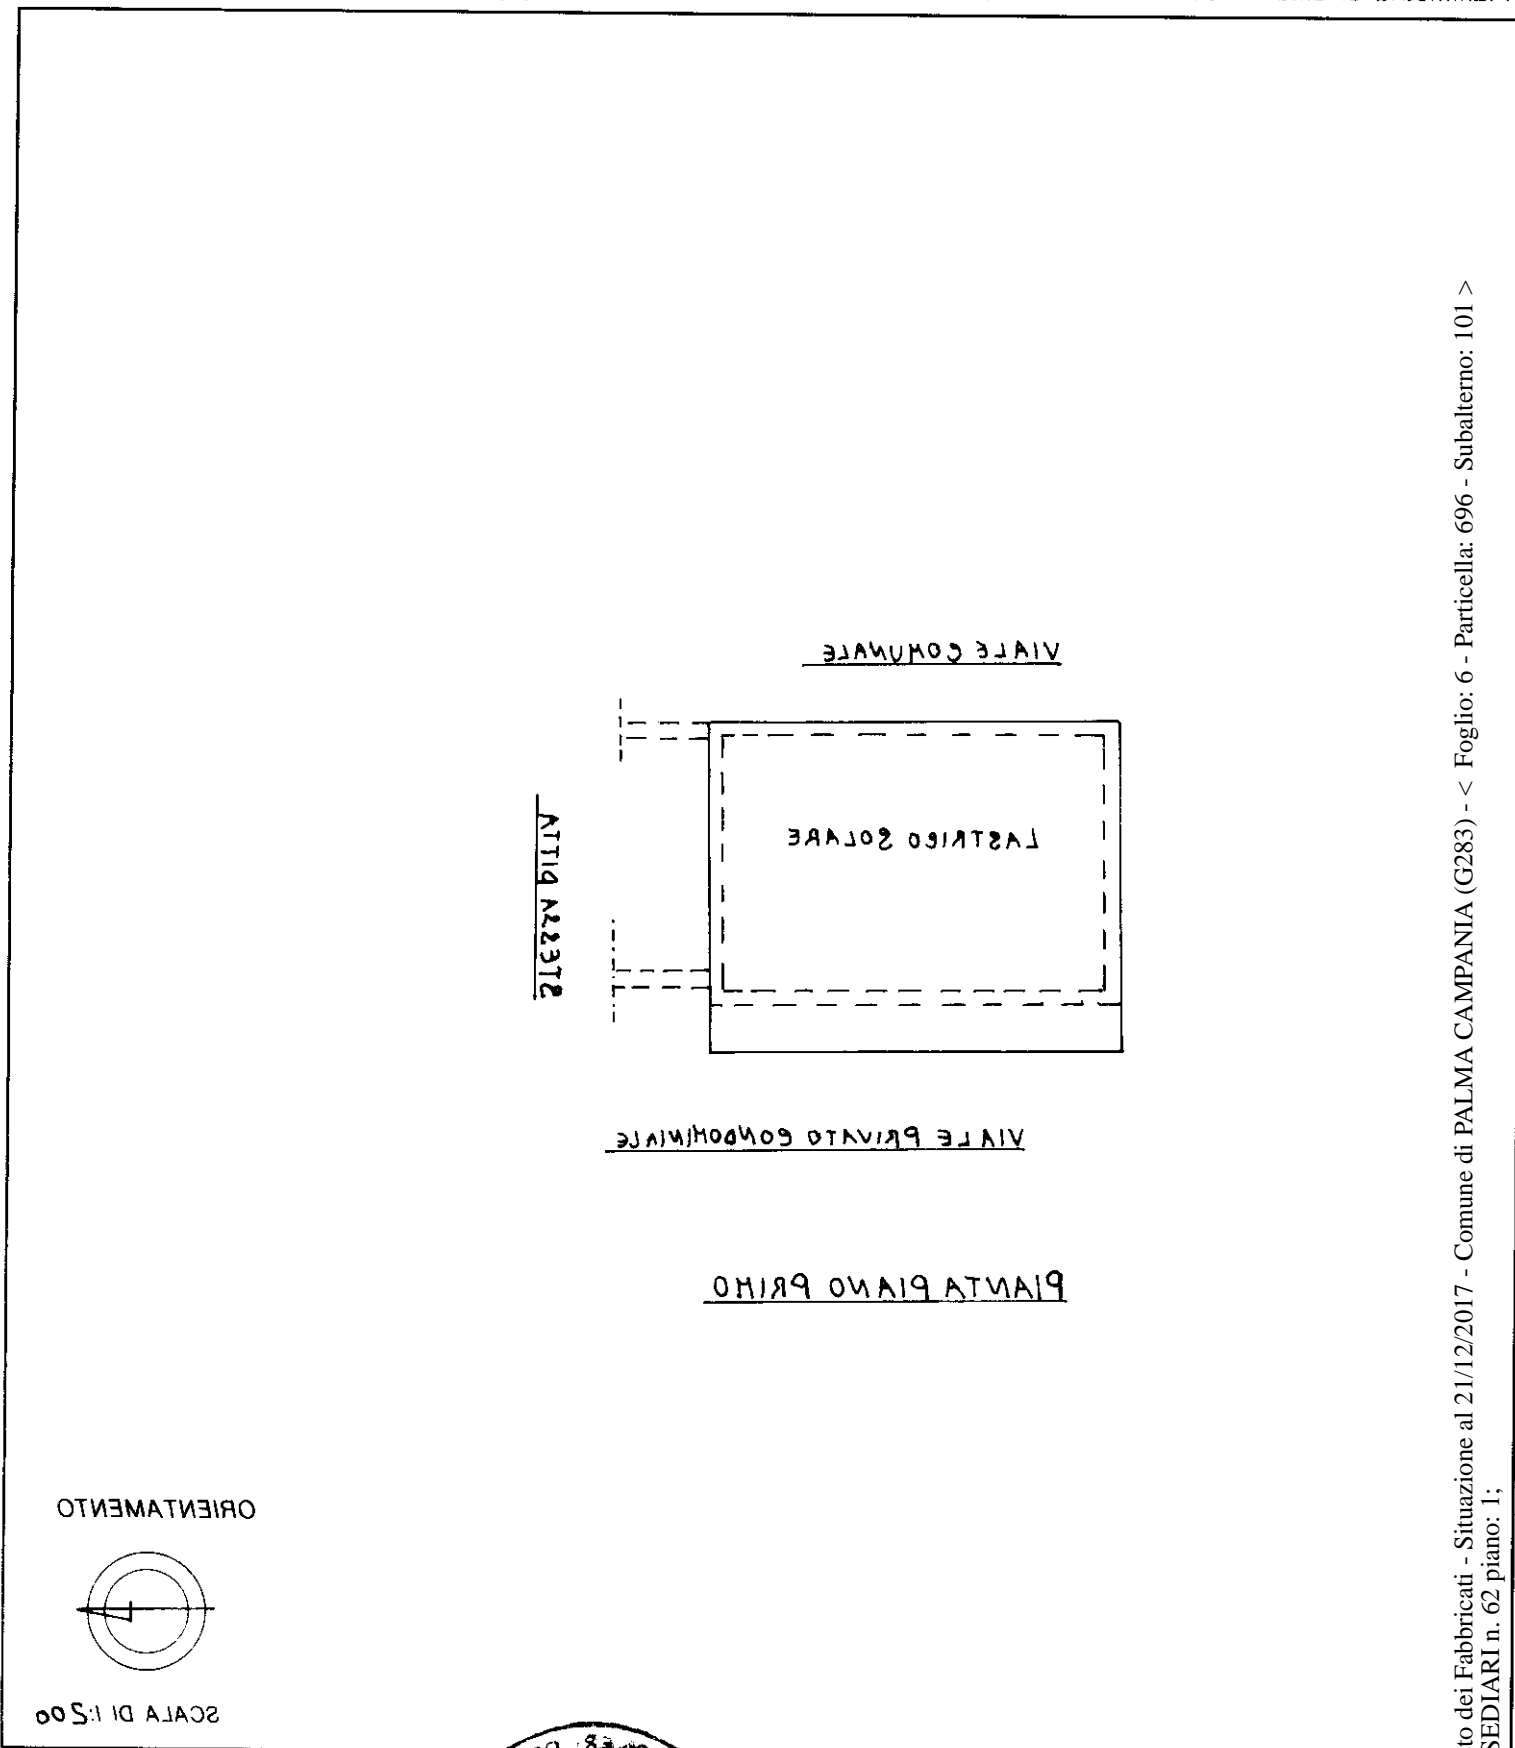 VIALE COMUNALE
LASTRICO SOLARE
STESSA DITTA
VIALE PRIVATO CONDOMINIALE
PIANTA PIANO PRIMO
ORIENTAMENTO
SCALA DI 1:200
to dei Fabbricati - Situazione al 21/12/2017 - Comune di PALMA CAMPANIA (G283) - < Foglio: 6 - Particella: 696 - Subalterno: 101 >
SEDIARI n. 62 piano: 1;